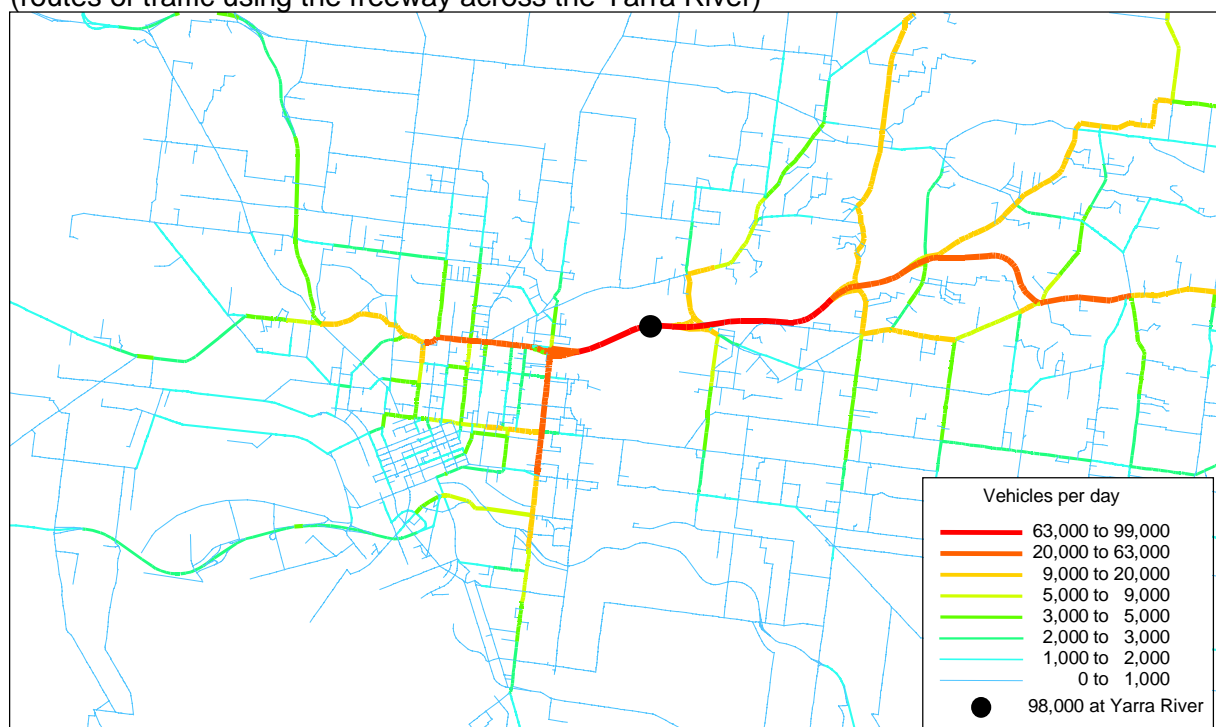 (routes of traffic using the freeway across the Yarra River)
Vehicles per day
63,000 to 99,000
20,000 to 63,000
9,000 to 20,000
5,000 to 9,000
3,000 to 5,000
2,000 to 3,000
1,000 to 2,000
0 to 1,000
98,000 at Yarra River